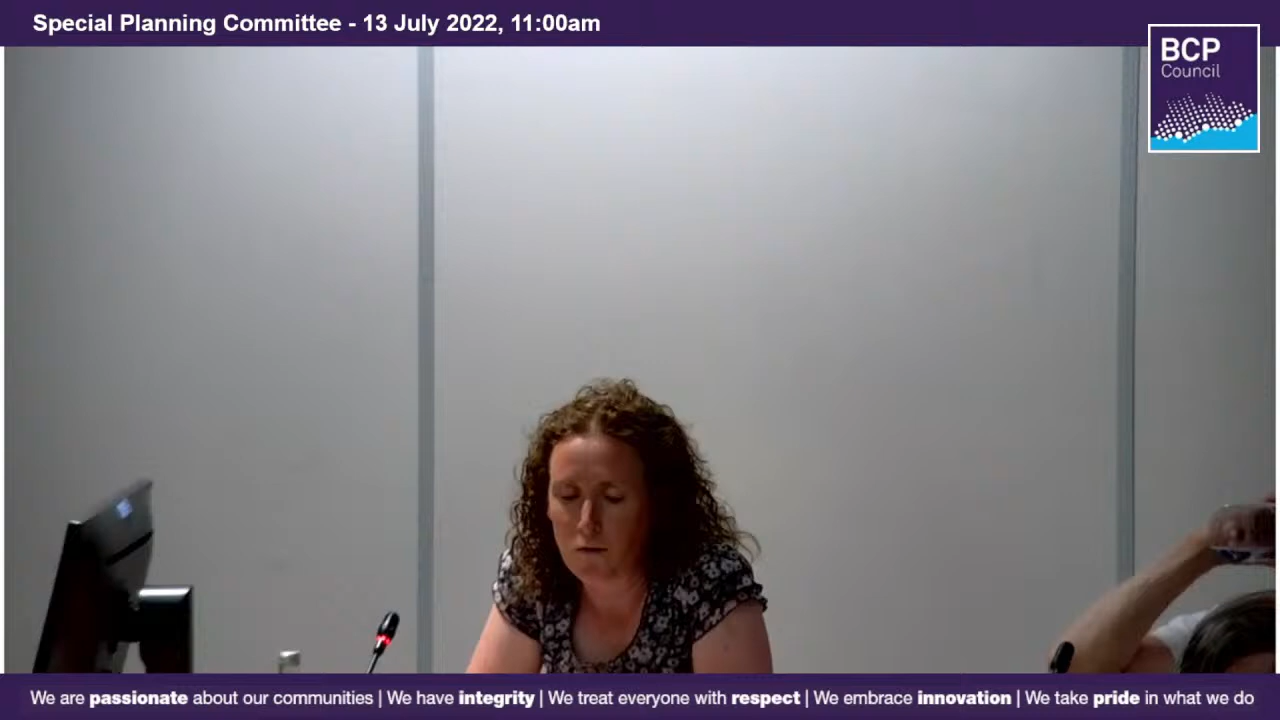 Special Planning Committee - 13 July 2022, 11:00am
BCP
Council
We are passionate about our communities | We have integrity | We treat everyone with respect | We embrace innovation | We take pride in what we do